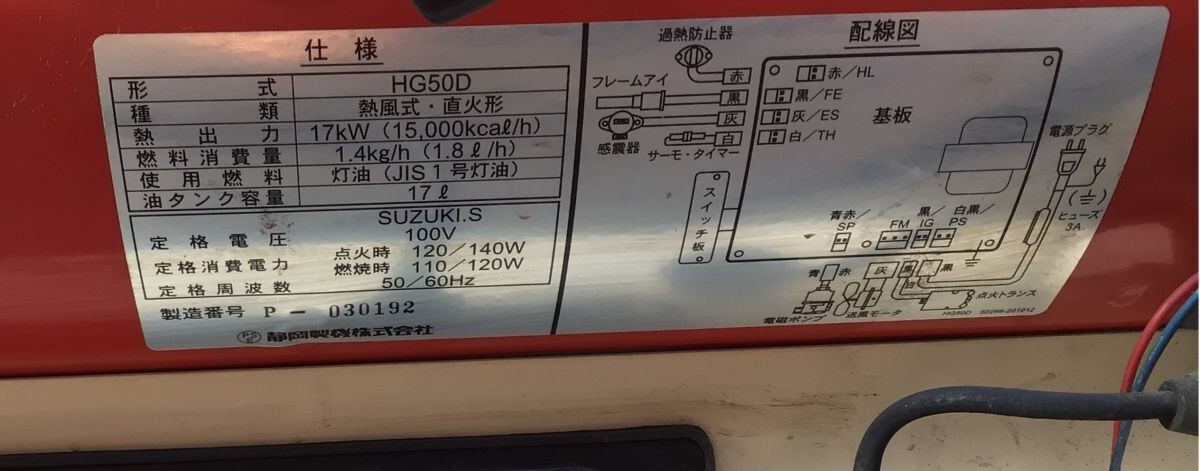 仕様
形式 HG50D
種類 熱風式・直火形
熱出力 17kW（15,000kcaℓ/h）
燃料消費量 1.4kg/h（1.8ℓ/h）
使用燃料 灯油（JIS1号灯油）
油タンク容量 17ℓ
SUZUKI.S
定格電圧 100V
定格消費電力 点火時 120/140W
燃焼時 110/120W
定格周波数 50/60Hz
製造番号 P－030192
PSE 静岡製機株式会社
配線図
過熱防止器
赤
赤/HL
フレームアイ
黒
黒/FE
灰
灰/ES
感震器
白
白/TH
サーモ・タイマー
基板
電源プラグ
スイッチ板
ヒューズ
3A
青赤/
SP
FM
黒/
IG
白黒/
PS
青
赤
灰
黒
白
黒
電磁ポンプ
送風モータ
点火トランス
HG50D 50286-201012